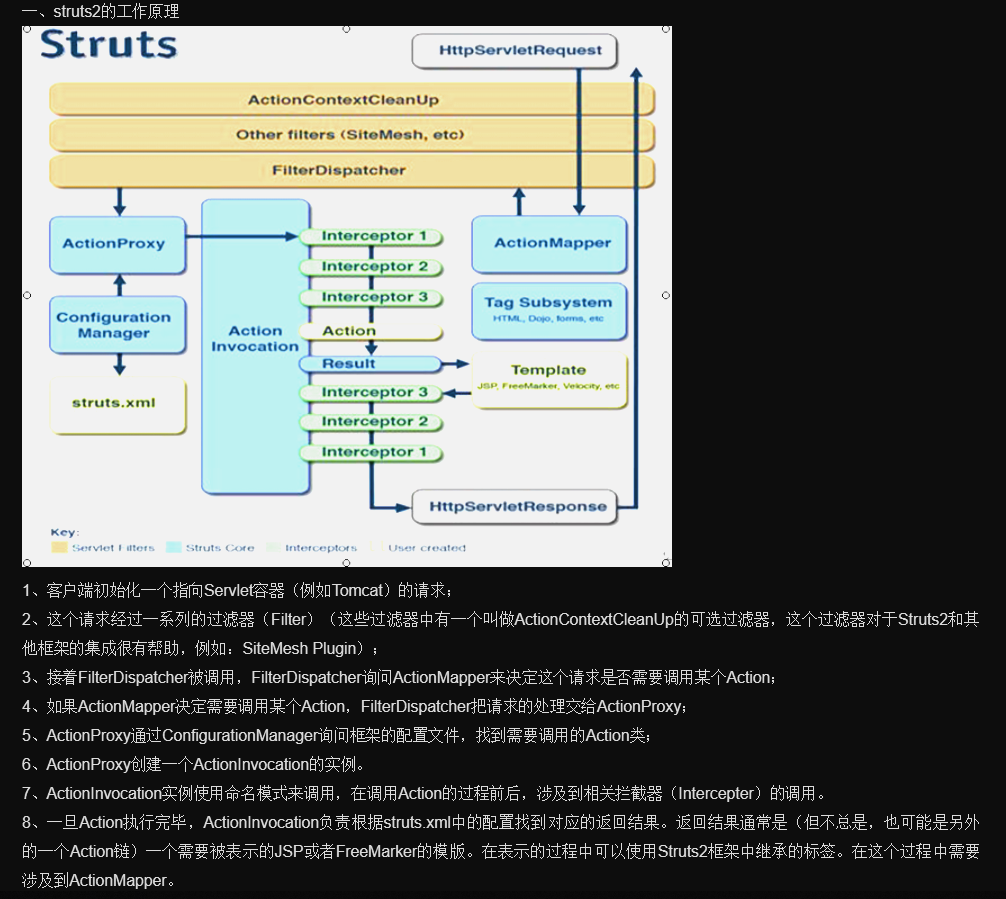 一、struts2的工作原理
Struts
HttpServletRequest
ActionContextCleanUp
Other filters (SiteMesh, etc)
FilterDispatcher
ActionProxy
Interceptor 1
ActionMapper
Interceptor 2
Interceptor 3
Tag Subsystem
HTML, Dojo, forms, etc
Configuration
Manager
Action
Invocation
Action
Result
Template
JSP, FreeMarker, Velocity, etc
struts.xml
Interceptor 3
Interceptor 2
Interceptor 1
HttpServletResponse
Key:
Servlet Filters
Struts Core
Interceptors
User created
1、客户端初始化一个指向Servlet容器（例如Tomcat）的请求；
2、这个请求经过一系列的过滤器（Filter）（这些过滤器中有一个叫做ActionContextCleanUp的可选过滤器，这个过滤器对于Struts2和其
他框架的集成很有帮助，例如：SiteMesh Plugin）；
3、接着FilterDispatcher被调用，FilterDispatcher询问ActionMapper来决定这个请求是否需要调用某个Action；
4、如果ActionMapper决定需要调用某个Action，FilterDispatcher把请求的处理交给ActionProxy；
5、ActionProxy通过ConfigurationManager询问框架的配置文件，找到需要调用的Action类；
6、ActionProxy创建一个ActionInvocation的实例。
7、ActionInvocation实例使用命名模式来调用，在调用Action的过程前后，涉及到相关拦截器（Intercepter）的调用。
8、一旦Action执行完毕，ActionInvocation负责根据struts.xml中的配置找到对应的返回结果。返回结果通常是（但不总是，也可能是另外
的一个Action链）一个需要被表示的JSP或者FreeMarker的模版。在表示的过程中可以使用Struts2框架中继承的标签。在这个过程中需要
涉及到ActionMapper。